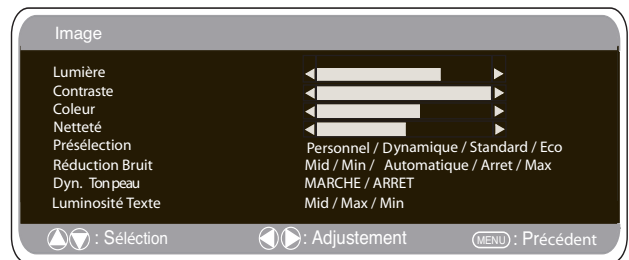 Image
Lumière
Contraste
Coleur
Netteté
Présélection Personnel / Dynamique / Standard / Eco
Réduction Bruit Mid / Min / Automatique / Arret / Max
Dyn. Ton peau MARCHE / ARRET
Luminosité Texte Mid / Max / Min
: Séléction : Adjustement MENU : Précédent